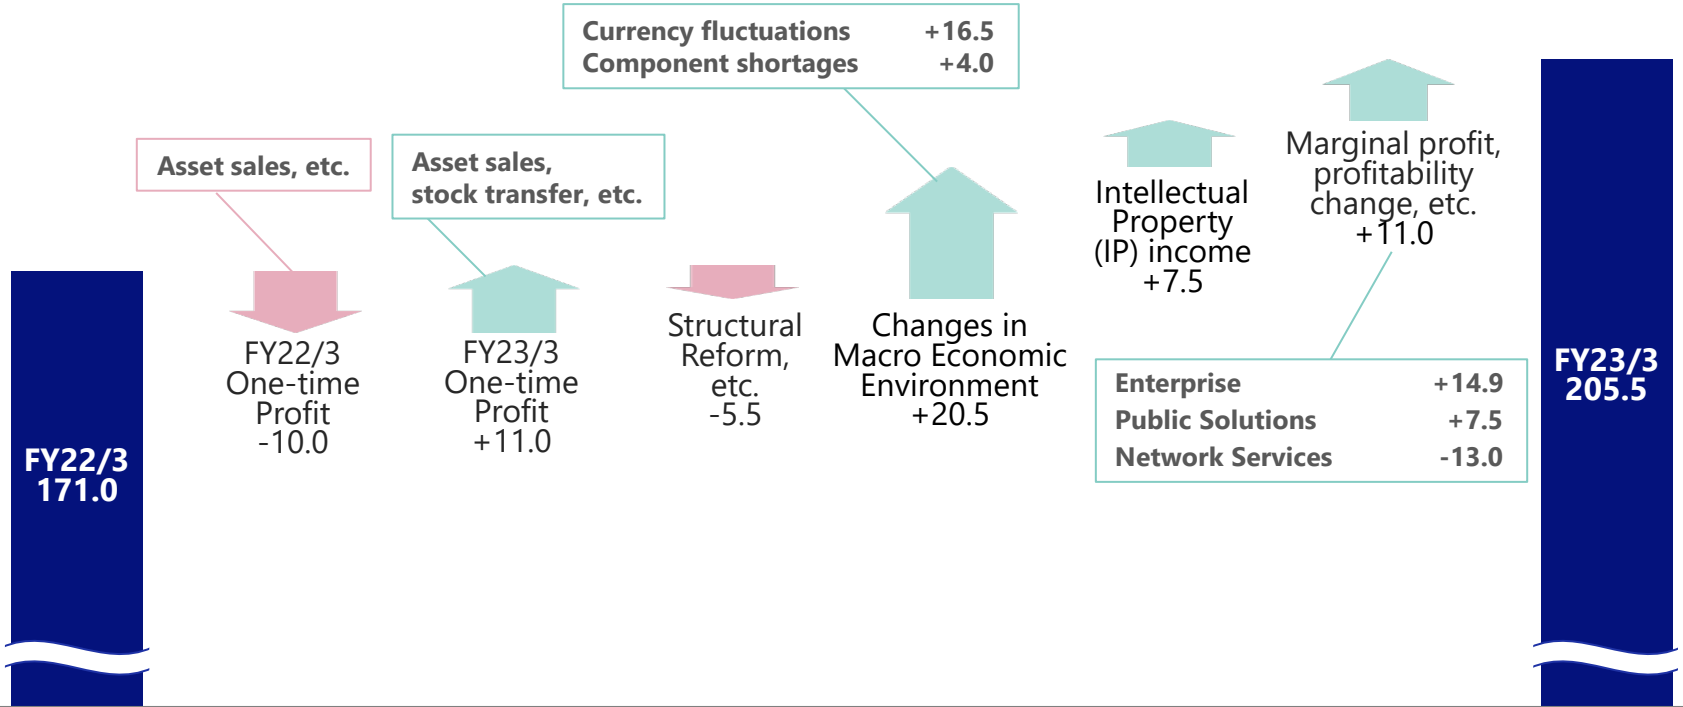 FY22/3
171.0
Asset sales, etc.
FY22/3
One-time
Profit
-10.0
Asset sales,
stock transfer, etc.
FY23/3
One-time
Profit
+11.0
Structural
Reform,
etc.
-5.5
Currency fluctuations +16.5
Component shortages +4.0
Changes in
Macro Economic
Environment
+20.5
Intellectual
Property
(IP) income
+7.5
Marginal profit,
profitability
change, etc.
+11.0
Enterprise +14.9
Public Solutions +7.5
Network Services -13.0
FY23/3
205.5